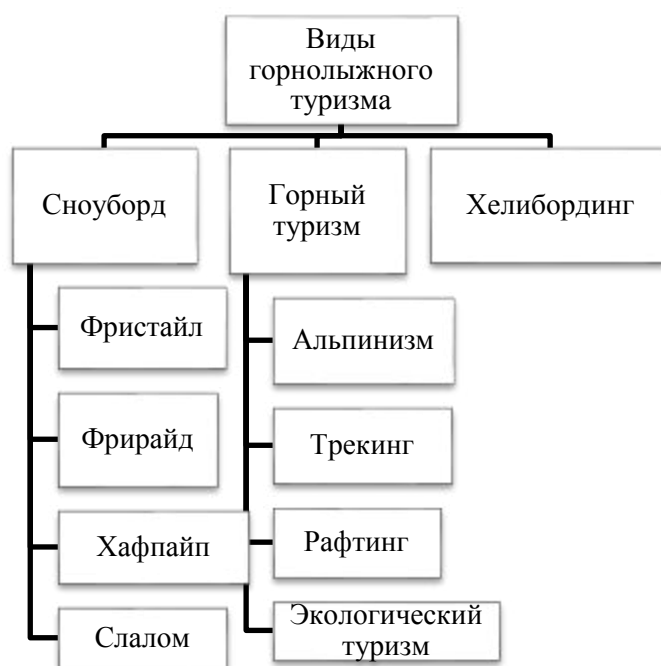 Виды
горнолыжного
туризма
Сноуборд
Горный
туризм
Хелибординг
Фристайл
Фрирайд
Хафпайп
Слалом
Альпинизм
Трекинг
Рафтинг
Экологический
туризм